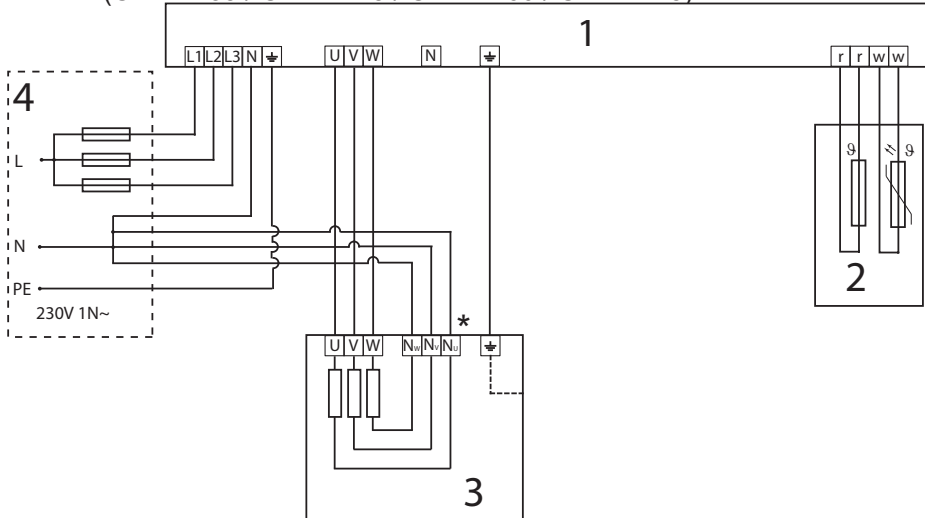 1
L1 L2 L3 N ⏚ U V W N ⏚ r r w w
4
L
N
PE
230V 1N~
ϑ ϑ
2
*
U V W Nw Nv Nu ⏚
3